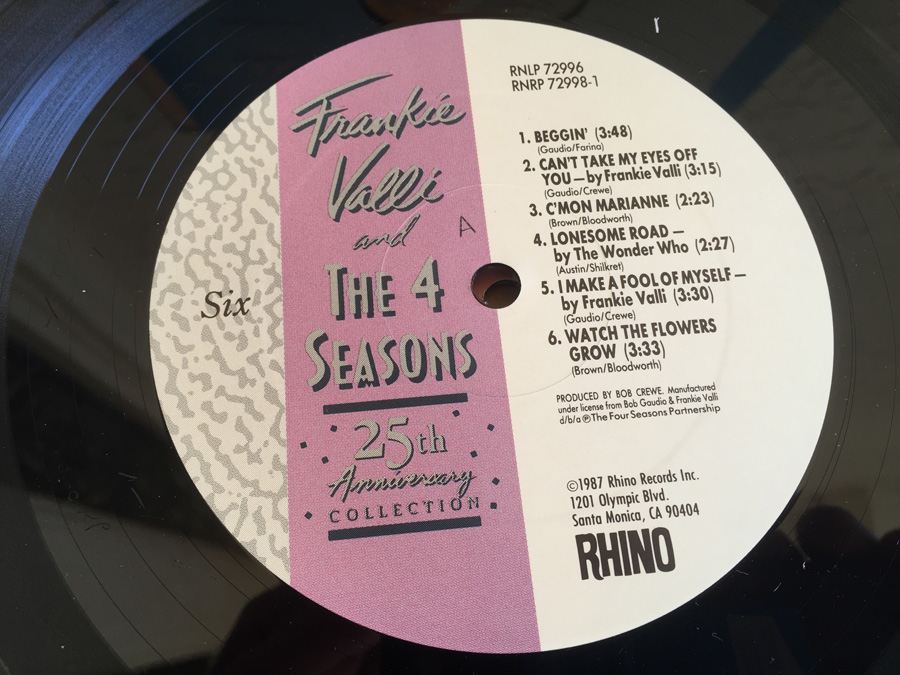 Six
Frankie
Valli
and
THE 4
SEASONS
25th
Anniversary
COLLECTION
A
RNLP 72996
RNRP 72998-1
1. BEGGIN' (3:48)
(Gaudio/Farina)
2. CAN'T TAKE MY EYES OFF
YOU—by Frankie Valli (3:15)
(Gaudio/Crewe)
3. C'MON MARIANNE (2:23)
(Brown/Bloodworth)
4. LONESOME ROAD—
by The Wonder Who (2:27)
(Austin/Shilkret)
5. I MAKE A FOOL OF MYSELF—
by Frankie Valli (3:30)
(Gaudio/Crewe)
6. WATCH THE FLOWERS
GROW (3:33)
(Brown/Bloodworth)
PRODUCED BY BOB CREWE. Manufactured
under license from Bob Gaudio & Frankie Valli
d/b/a ℗The Four Seasons Partnership
©1987 Rhino Records Inc.
1201 Olympic Blvd.
Santa Monica, CA 90404
RHINO